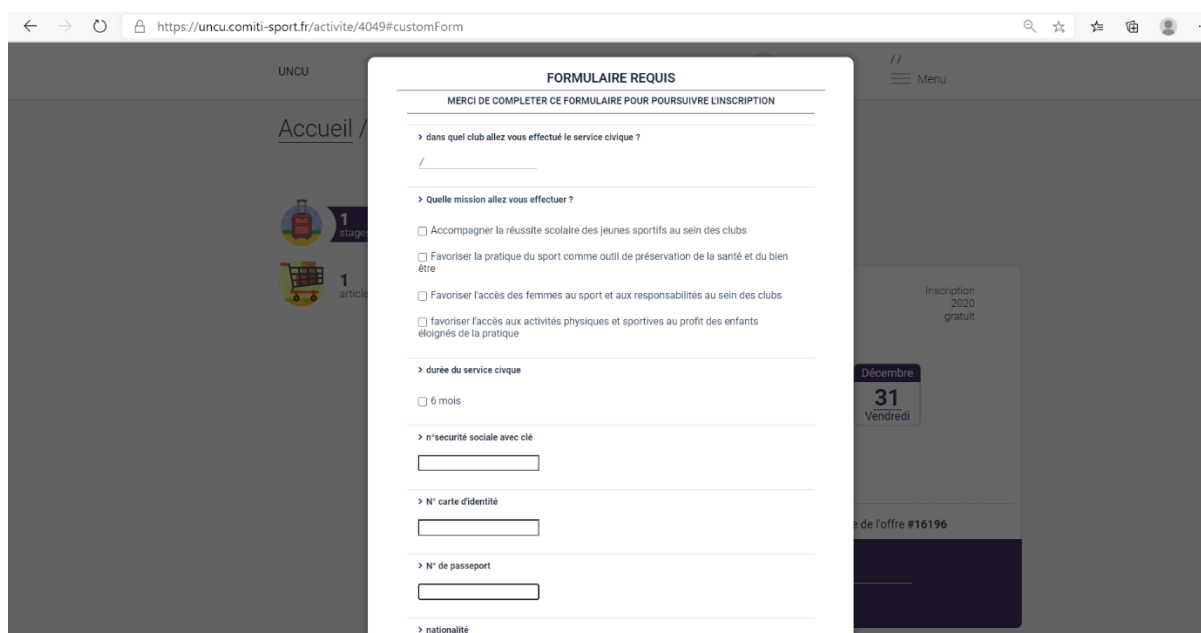 https://uncu.comiti-sport.fr/activite/4049#customForm
UNCU
//
Menu
Accueil /
FORMULAIRE REQUIS
MERCI DE COMPLETER CE FORMULAIRE POUR POURSUIVRE L'INSCRIPTION
> dans quel club allez vous effectué le service civique ?
/
> Quelle mission allez vous effectuer ?
Accompagner la réussite scolaire des jeunes sportifs au sein des clubs
Favoriser la pratique du sport comme outil de préservation de la santé et du bien
être
Favoriser l'accès des femmes au sport et aux responsabilités au sein des clubs
favoriser l'accès aux activités physiques et sportives au profit des enfants
éloignés de la pratique
> durée du service civque
6 mois
> n°securité sociale avec clé
> N° carte d'identité
> N° de passeport
> nationalité
1
stages
1
article
Inscription
2020
gratuit
Décembre
31
Vendredi
e de l'offre #16196